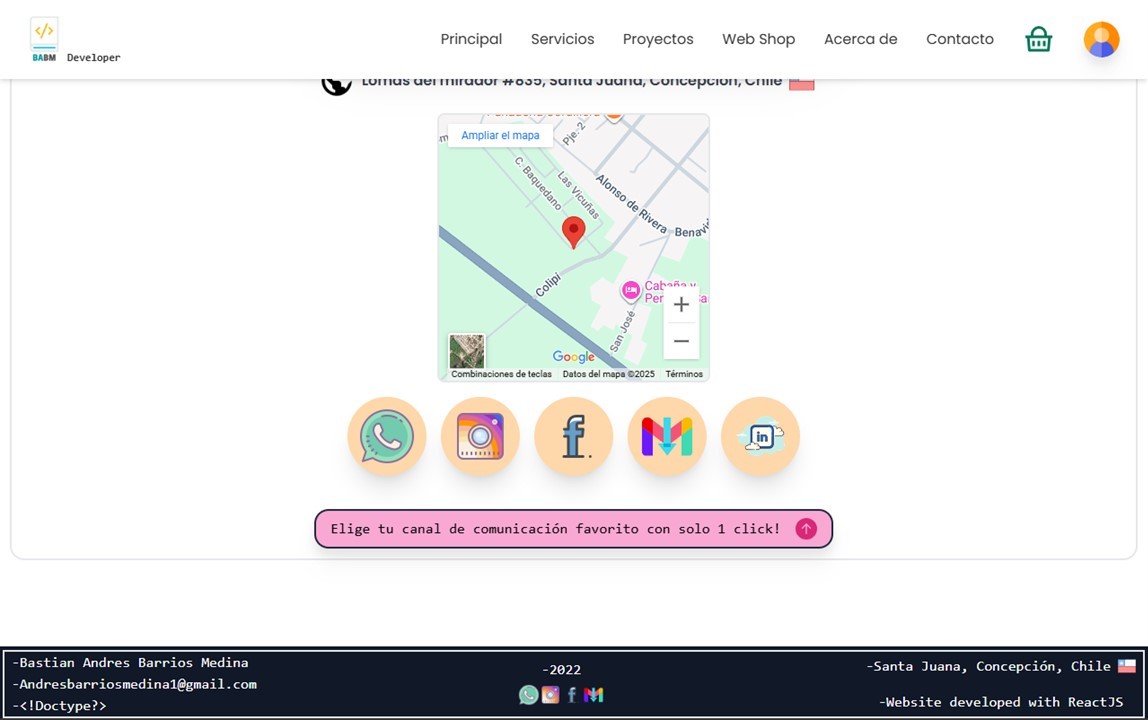 </>
BABM
Developer
Principal
Servicios
Proyectos
Web Shop
Acerca de
Contacto
Lomas del mirador #835, Santa Juana, Concepción, Chile
Ampliar el mapa
Pje. 2
C. Baquedano
Las Vicuñas
Alonso de Rivera
Colipi
San José
Cabaña y
Google
Combinaciones de teclas
Datos del mapa ©2025
Términos
f.
in
Elige tu canal de comunicación favorito con solo 1 click!
-Bastian Andres Barrios Medina
-Andresbarriosmedina1@gmail.com
-<!Doctype?>
-2022
f
-Santa Juana, Concepción, Chile
-Website developed with ReactJS